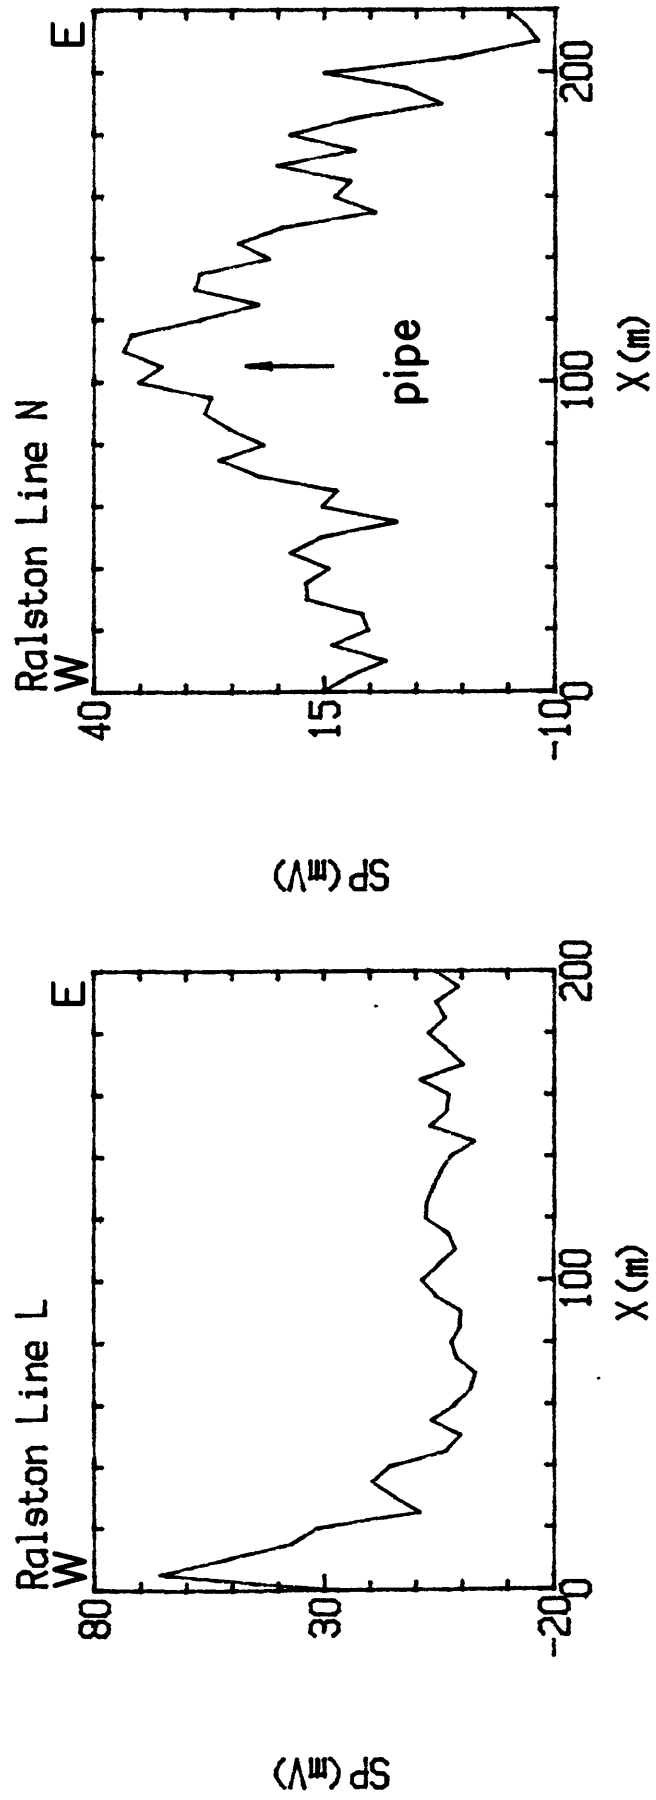 Ralston Line L
W E
80
30
-20
SP (mV)
0 100 200
X (m)
Ralston Line N
W E
40
15
-10
SP (mV)
pipe
0 100 200
X (m)